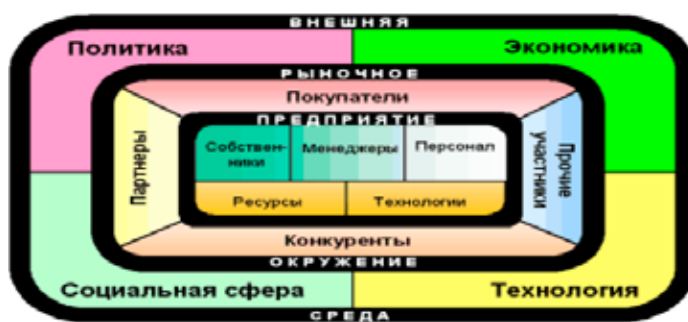 ВНЕШНЯЯ
Политика
Экономика
РЫНОЧНОЕ
Покупатели
ПРЕДПРИЯТИЕ
Партнеры
Собствен-
ники
Менеджеры
Персонал
Прочие
участники
Ресурсы
Технологии
Конкуренты
ОКРУЖЕНИЕ
Социальная сфера
Технология
СРЕДА